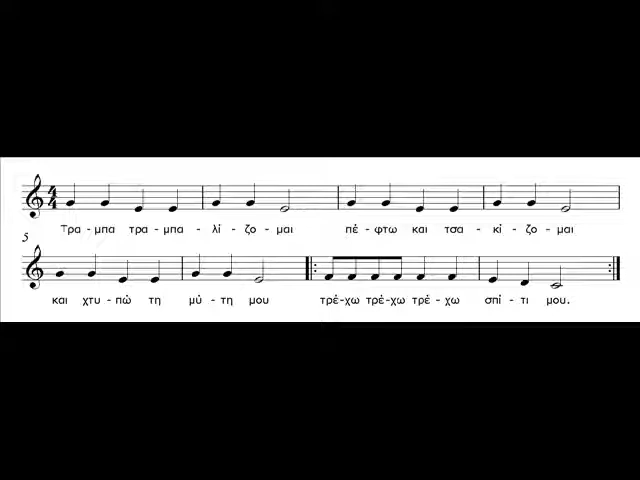 Τρα - μπα τρα - μπα - λί - ζο - μαι πέ - φτω και τσα - κί - ζο - μαι
5
και χτυ - πώ τη μύ - τη μου τρέ-χω τρέ-χω τρέ - χω σπί - τι μου.